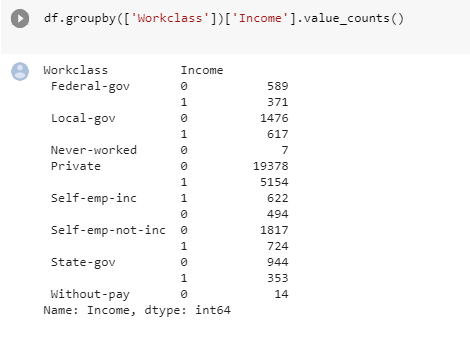 df.groupby(['Workclass'])['Income'].value_counts()
Workclass Income
Federal-gov 0 589
1 371
Local-gov 0 1476
1 617
Never-worked 0 7
Private 0 19378
1 5154
Self-emp-inc 1 622
0 494
Self-emp-not-inc 0 1817
1 724
State-gov 0 944
1 353
Without-pay 0 14
Name: Income, dtype: int64